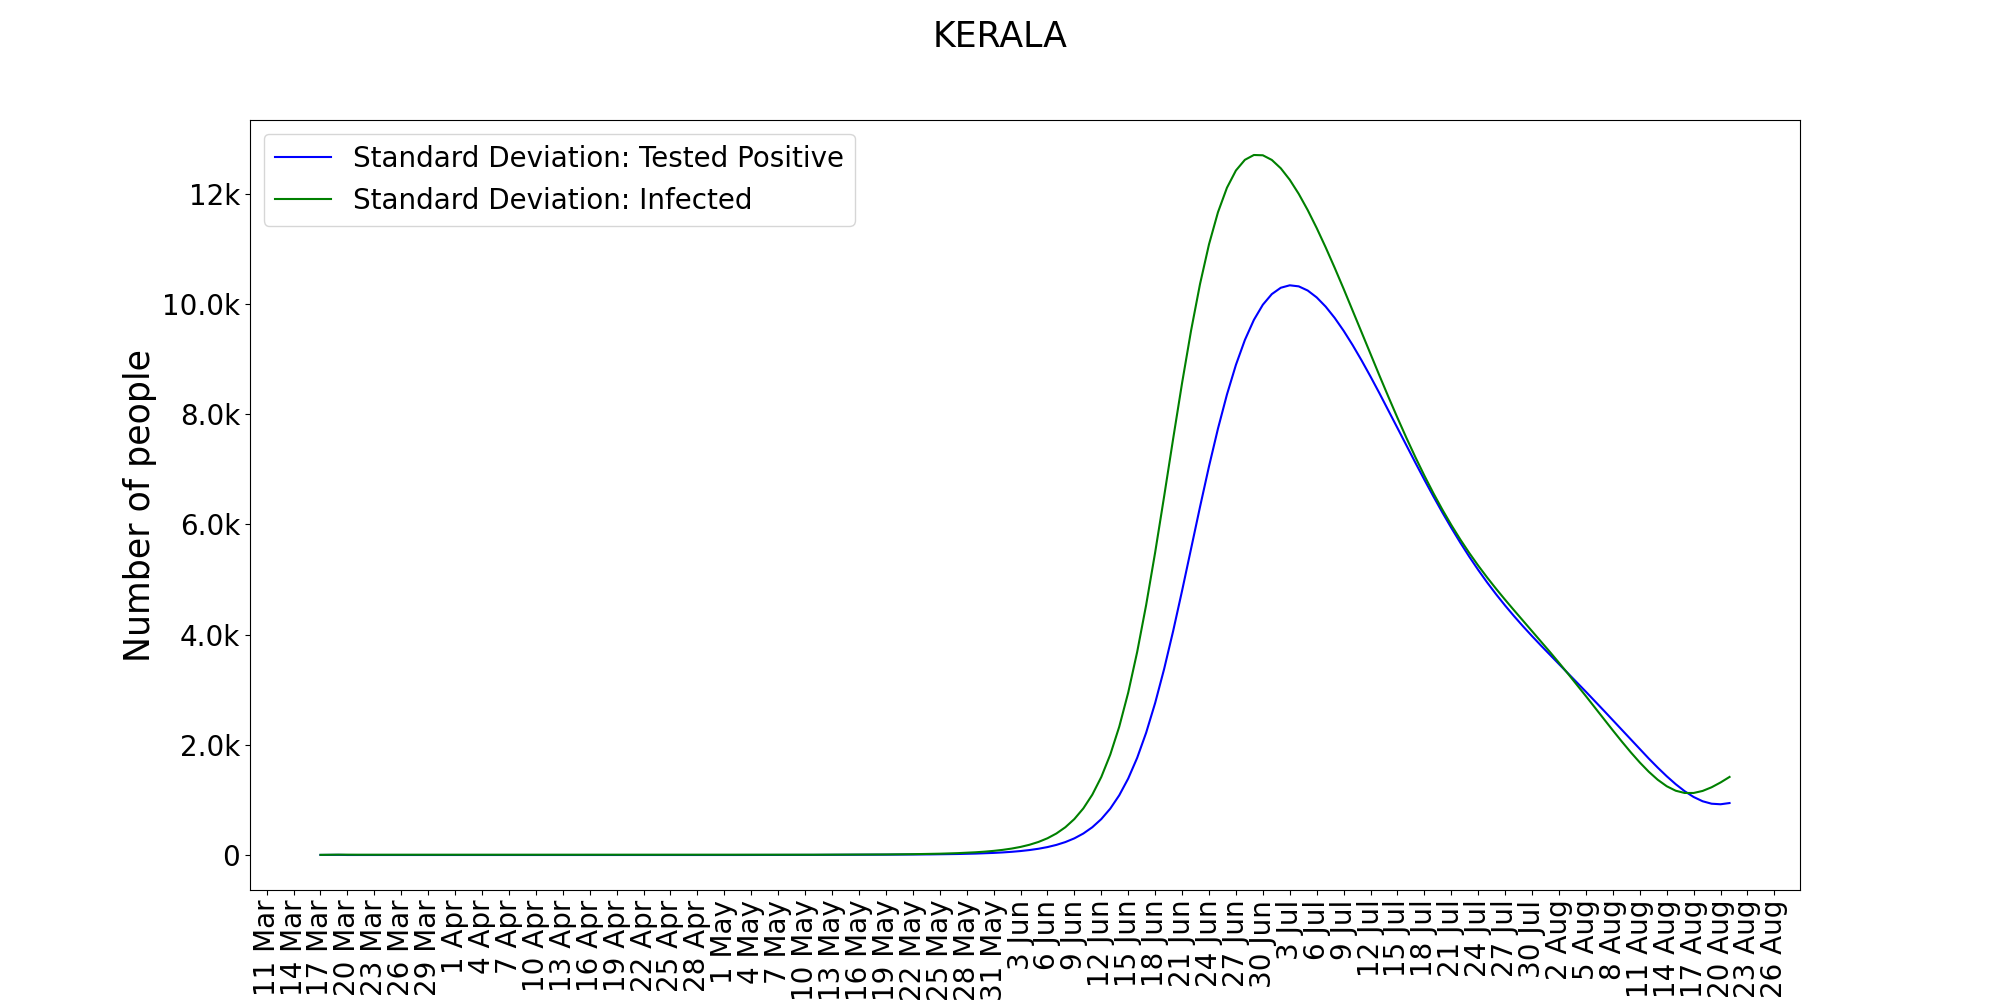 KERALA
Standard Deviation: Tested Positive
Standard Deviation: Infected
12k
10.0k
8.0k
6.0k
4.0k
2.0k
0
Number of people
11 Mar
14 Mar
17 Mar
20 Mar
23 Mar
26 Mar
29 Mar
1 Apr
4 Apr
7 Apr
10 Apr
13 Apr
16 Apr
19 Apr
22 Apr
25 Apr
28 Apr
1 May
4 May
7 May
10 May
13 May
16 May
19 May
22 May
25 May
28 May
31 May
3 Jun
6 Jun
9 Jun
12 Jun
15 Jun
18 Jun
21 Jun
24 Jun
27 Jun
30 Jun
3 Jul
6 Jul
9 Jul
12 Jul
15 Jul
18 Jul
21 Jul
24 Jul
27 Jul
30 Jul
2 Aug
5 Aug
8 Aug
11 Aug
14 Aug
17 Aug
20 Aug
23 Aug
26 Aug